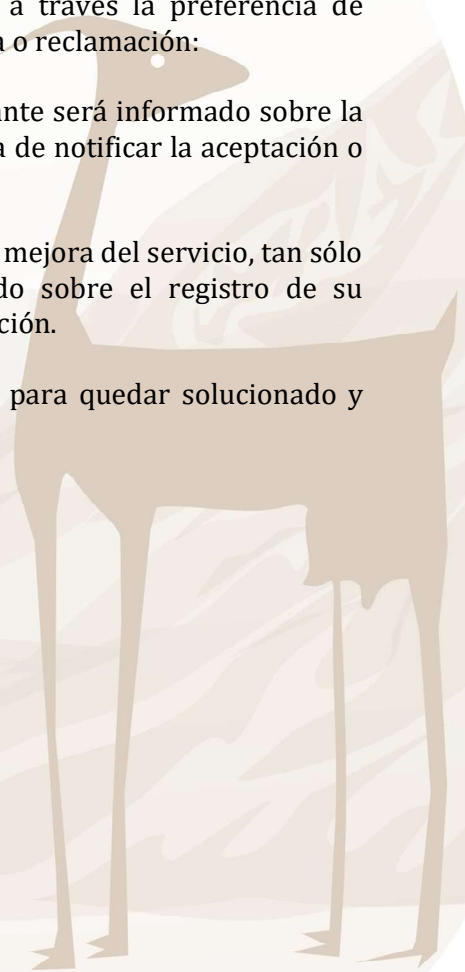 a través la preferencia de
a o reclamación:
ante será informado sobre la
a de notificar la aceptación o
mejora del servicio, tan sólo
do sobre el registro de su
ción.
para quedar solucionado y